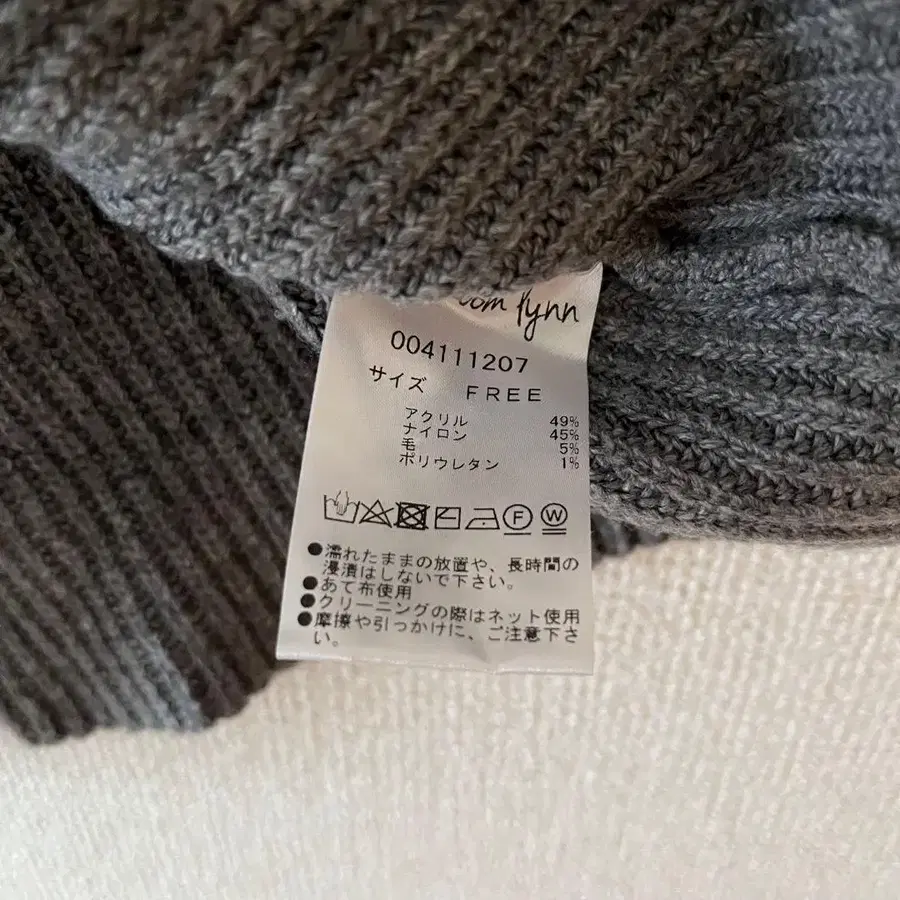 lynn
004111207
サイズ FREE
アクリル 49%
ナイロン 45%
毛 5%
ポリウレタン 1%
F W
●濡れたままの放置や、長時間の
浸漬はしないで下さい。
●あて布使用
●クリーニングの際はネット使用
●摩擦や引っかけに、ご注意下さ
い。